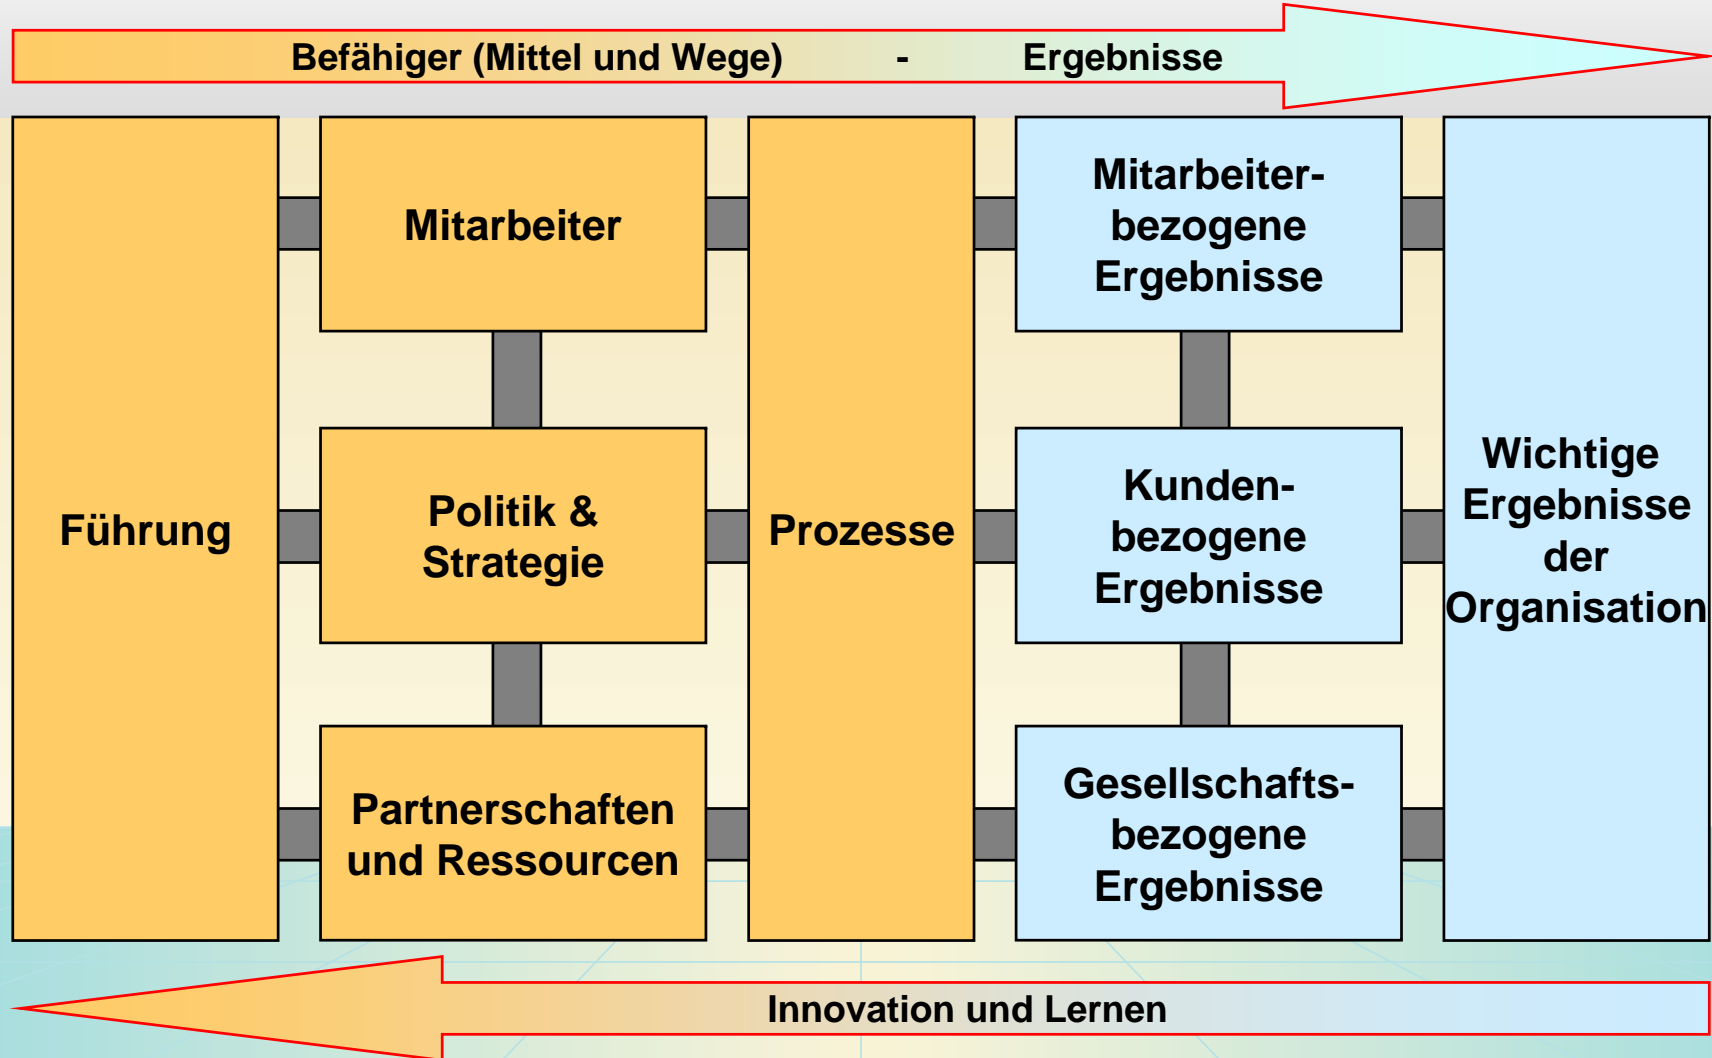 Befähiger (Mittel und Wege) - Ergebnisse
Führung
Mitarbeiter
Politik &
Strategie
Partnerschaften
und Ressourcen
Prozesse
Mitarbeiter-
bezogene
Ergebnisse
Kunden-
bezogene
Ergebnisse
Gesellschafts-
bezogene
Ergebnisse
Wichtige
Ergebnisse
der
Organisation
Innovation und Lernen